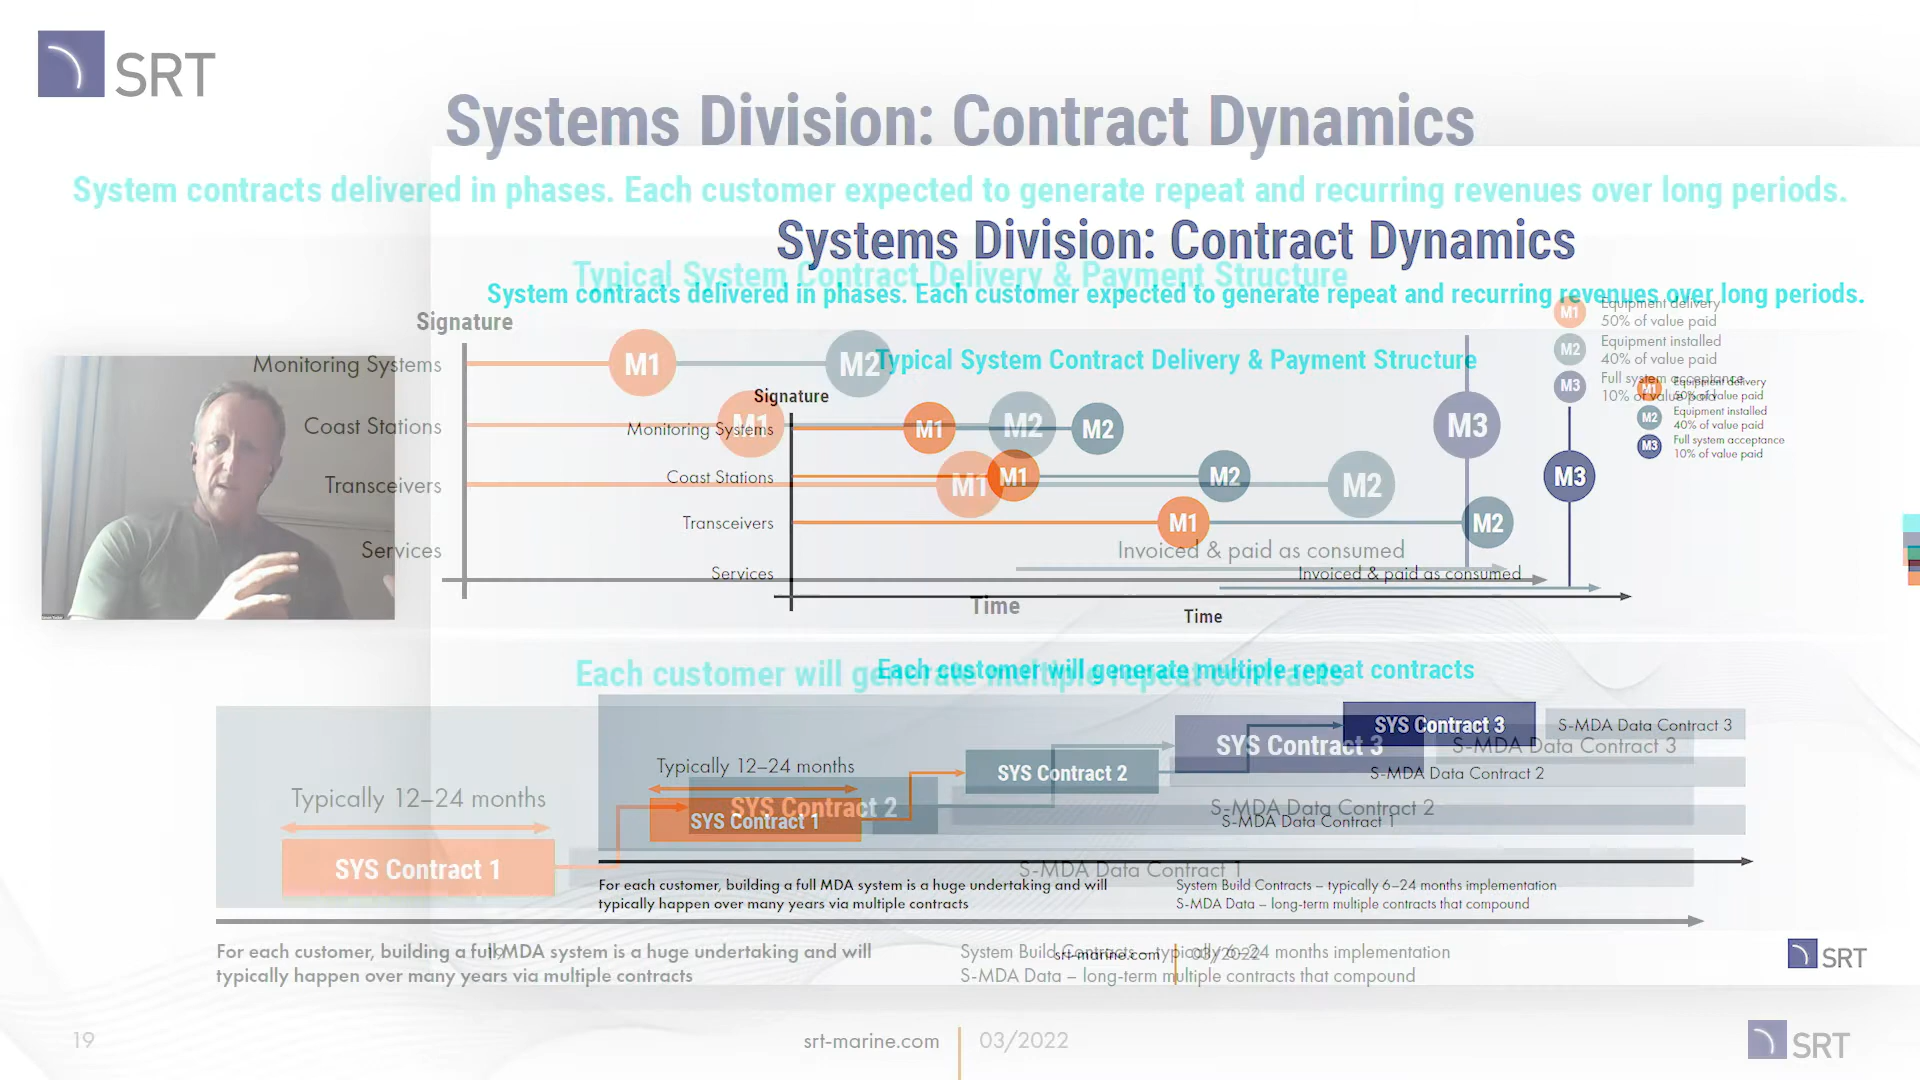 SRT
Systems Division: Contract Dynamics
System contracts delivered in phases. Each customer expected to generate repeat and recurring revenues over long periods.
Systems Division: Contract Dynamics
Typical System Contract Delivery & Payment Structure
System contracts delivered in phases. Each customer expected to generate repeat and recurring revenues over long periods.
Signature
M1 Equipment delivery
50% of value paid
M2 Equipment installed
40% of value paid
M3 Full system acceptance
10% of value paid
Monitoring Systems M1 M2
Typical System Contract Delivery & Payment Structure
Signature
M1 Equipment delivery
50% of value paid
M2 Equipment installed
40% of value paid
M3 Full system acceptance
10% of value paid
Coast Stations M1 M2 M3
Monitoring Systems M1 M2
Coast Stations M1 M2 M3
Transceivers M1 M2
Transceivers M1 M2
Services Invoiced & paid as consumed
Services Invoiced & paid as consumed
Time
Time
Each customer will generate multiple repeat contracts
Each customer will generate multiple repeat contracts
SYS Contract 3 S-MDA Data Contract 3
SYS Contract 3 S-MDA Data Contract 3
Typically 12–24 months
SYS Contract 2 S-MDA Data Contract 2
Typically 12–24 months
SYS Contract 2 S-MDA Data Contract 2
SYS Contract 1 S-MDA Data Contract 1
SYS Contract 1 S-MDA Data Contract 1
For each customer, building a full MDA system is a huge undertaking and will
typically happen over many years via multiple contracts
System Build Contracts – typically 6–24 months implementation
S-MDA Data – long-term multiple contracts that compound
For each customer, building a full MDA system is a huge undertaking and will
typically happen over many years via multiple contracts
System Build Contracts – typically 6–24 months implementation
S-MDA Data – long-term multiple contracts that compound
19 srt-marine.com 03/2022 SRT
19 srt-marine.com 03/2022 SRT